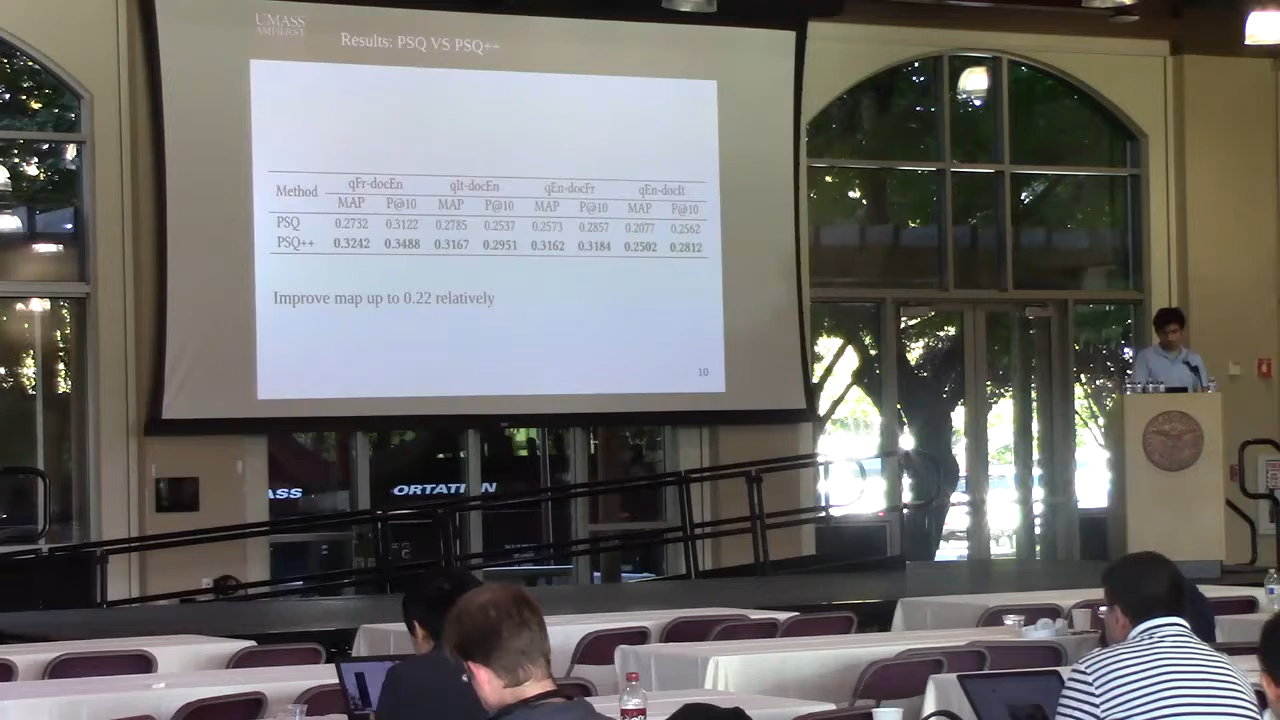 UMASS
AMHERST
Results: PSQ VS PSQ++
Method qFr-docEn qIt-docEn qEn-docFr qEn-docIt
MAP P@10 MAP P@10 MAP P@10 MAP P@10
PSQ 0.2732 0.3122 0.2785 0.2537 0.2573 0.2857 0.2077 0.2562
PSQ++ 0.3242 0.3488 0.3167 0.2951 0.3162 0.3184 0.2502 0.2812
Improve map up to 0.22 relatively
10
ASS
ORTATI N